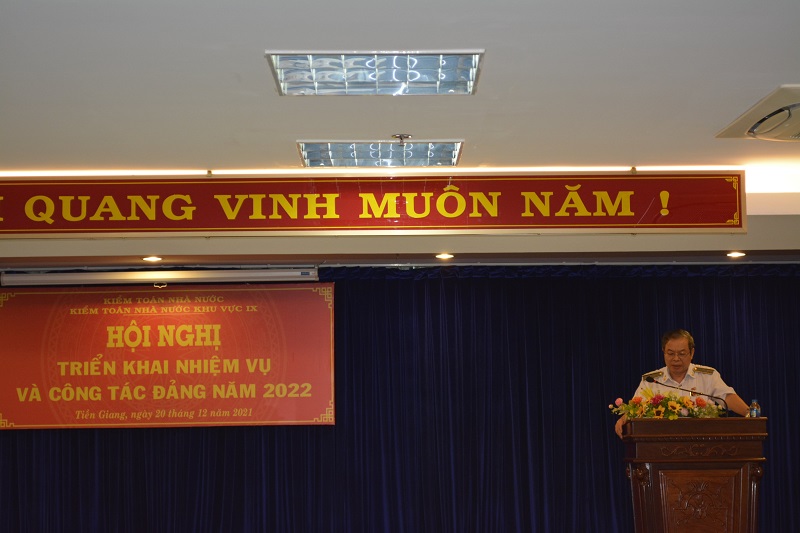 QUANG VINH MUÔN NĂM !
KIỂM TOÁN NHÀ NƯỚC
KIỂM TOÁN NHÀ NƯỚC KHU VỰC IX
HỘI NGHỊ
TRIỂN KHAI NHIỆM VỤ
VÀ CÔNG TÁC ĐẢNG NĂM 2022
Tiền Giang, ngày 20 tháng 12 năm 2021